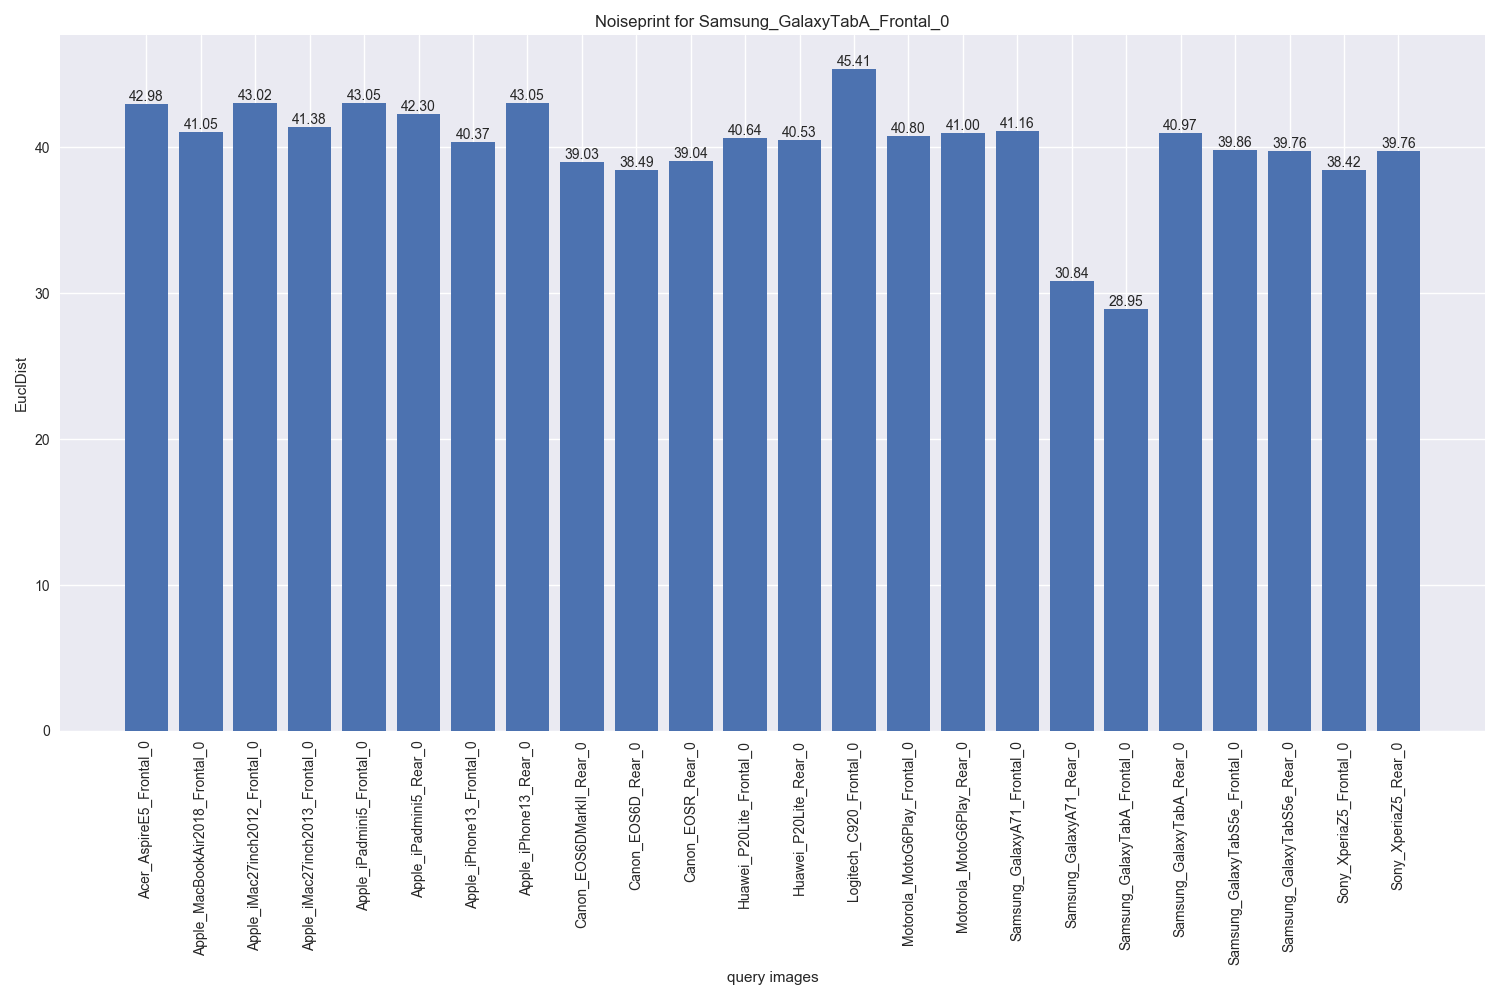 Noiseprint for Samsung_GalaxyTabA_Frontal_0
EuclDist
40
30
20
10
0
42.98
41.05
43.02
41.38
43.05
42.30
40.37
43.05
39.03
38.49
39.04
40.64
40.53
45.41
40.80
41.00
41.16
30.84
28.95
40.97
39.86
39.76
38.42
39.76
Acer_AspireE5_Frontal_0
Apple_MacBookAir2018_Frontal_0
Apple_iMac27inch2012_Frontal_0
Apple_iMac27inch2013_Frontal_0
Apple_iPadmini5_Frontal_0
Apple_iPadmini5_Rear_0
Apple_iPhone13_Frontal_0
Apple_iPhone13_Rear_0
Canon_EOS6DMarkII_Rear_0
Canon_EOS6D_Rear_0
Canon_EOSR_Rear_0
Huawei_P20Lite_Frontal_0
Huawei_P20Lite_Rear_0
Logitech_C920_Frontal_0
Motorola_MotoG6Play_Frontal_0
Motorola_MotoG6Play_Rear_0
Samsung_GalaxyA71_Frontal_0
Samsung_GalaxyA71_Rear_0
Samsung_GalaxyTabA_Frontal_0
Samsung_GalaxyTabA_Rear_0
Samsung_GalaxyTabS5e_Frontal_0
Samsung_GalaxyTabS5e_Rear_0
Sony_XperiaZ5_Frontal_0
Sony_XperiaZ5_Rear_0
query images